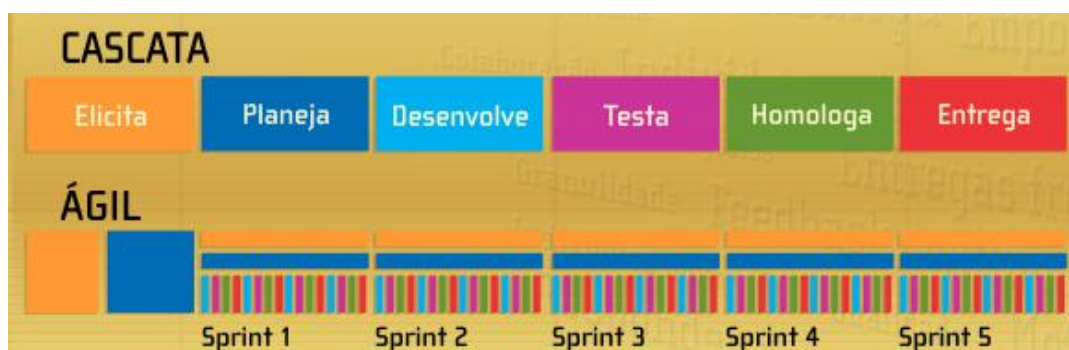 CASCATA
Elicita Planeja Desenvolve Testa Homologa Entrega
ÁGIL
Sprint 1 Sprint 2 Sprint 3 Sprint 4 Sprint 5